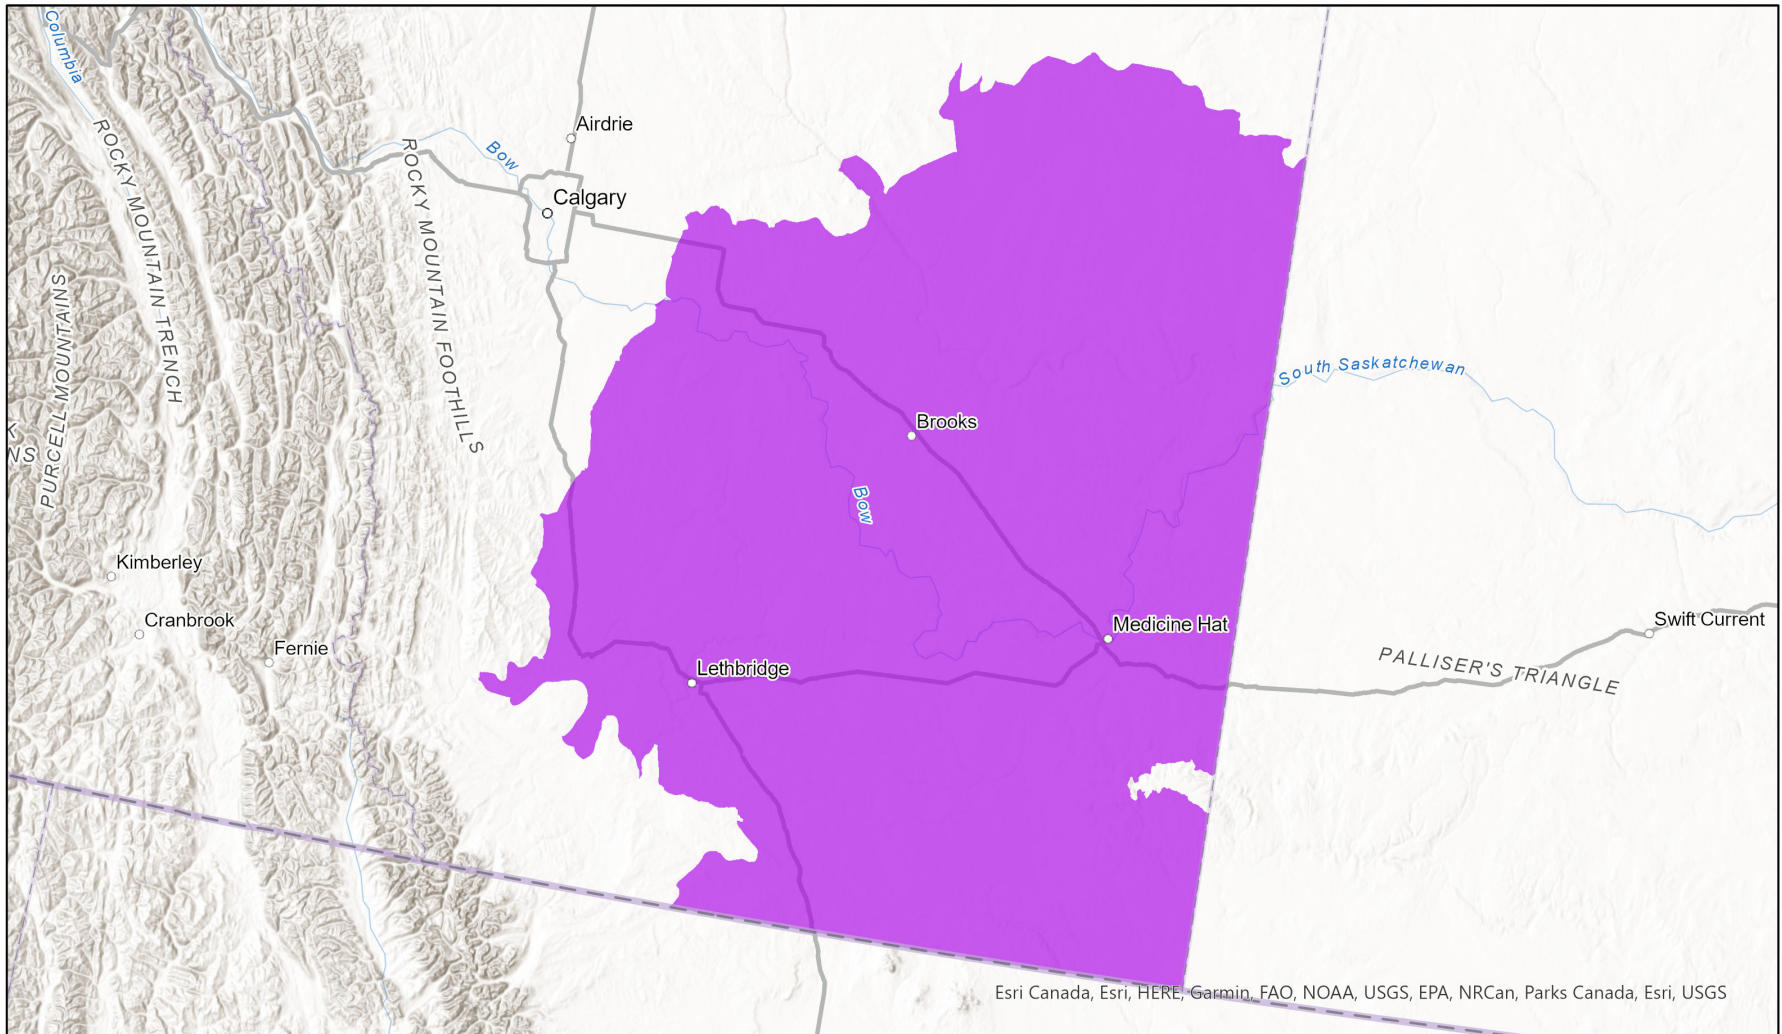 Columbia
ROCKY MOUNTAIN TRENCH
Bow
Airdrie
Calgary
ROCKY MOUNTAIN FOOTHILLS
PURCELL MOUNTAINS
K
NS
South Saskatchewan
Brooks
Bow
Kimberley
Cranbrook
Fernie
Medicine Hat
Swift Current
Lethbridge
PALLISER'S TRIANGLE
Esri Canada, Esri, HERE, Garmin, FAO, NOAA, USGS, EPA, NRCan, Parks Canada, Esri, USGS